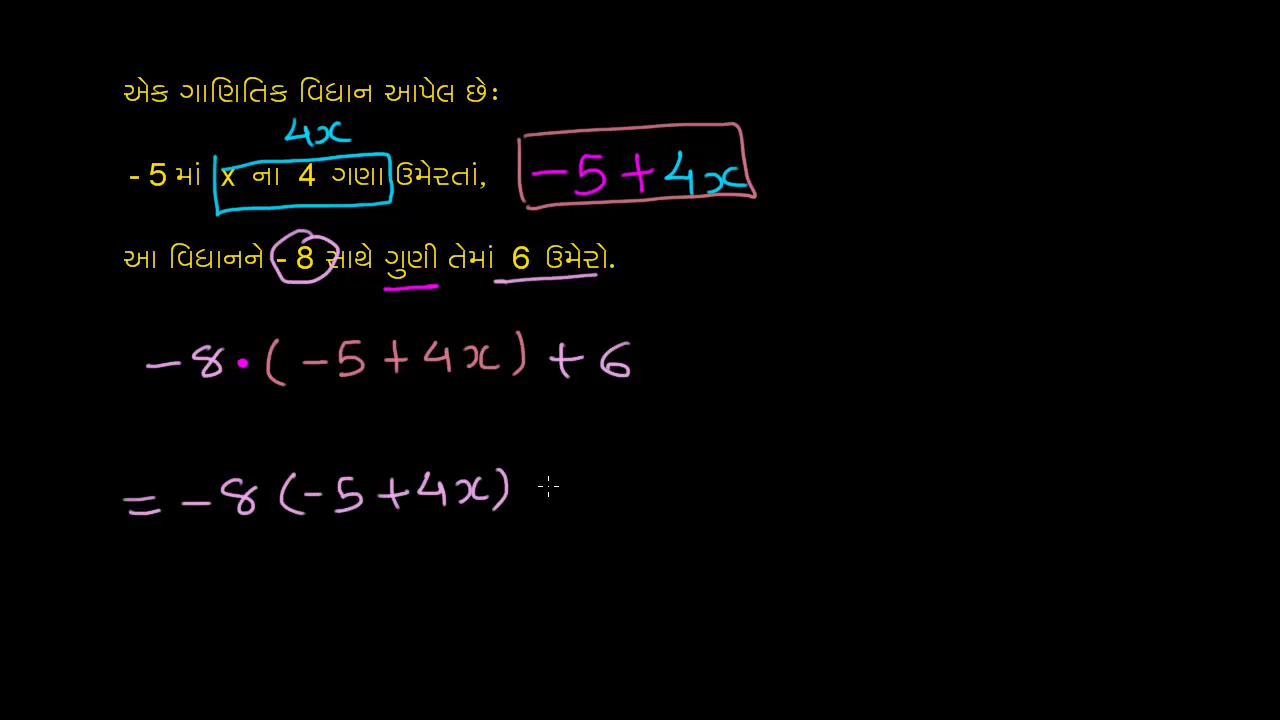 એક ગાણિતિક વિધાન આપેલ છે:
4x
- 5 માં x ના 4 ગણા ઉમેરતાં, -5+4x
આ વિધાનને - 8 સાથે ગુણી તેમાં 6 ઉમેરો.
-8·(-5+4x)+6
= -8(-5+4x)